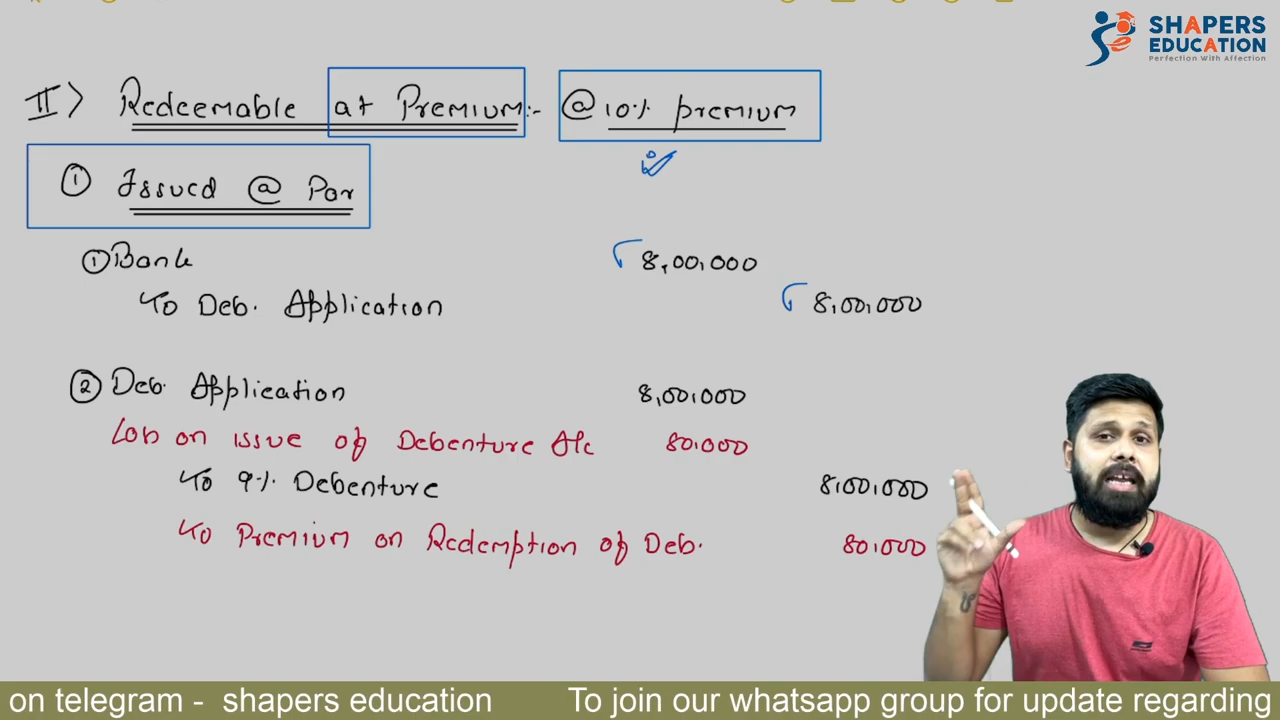 SHAPERS
EDUCATION
Perfection With Affection
II> Redeemable at Premium:- @ 10% premium
① Issued @ Par
① Bank 8,00,000
To Deb. Application 8,00,000
② Deb. Application 8,00,000
Loss on issue of Debenture A/c 80,000
To 9% Debenture 8,00,000
To Premium on Redemption of Deb. 80,000
on telegram - shapers education To join our whatsapp group for update regarding